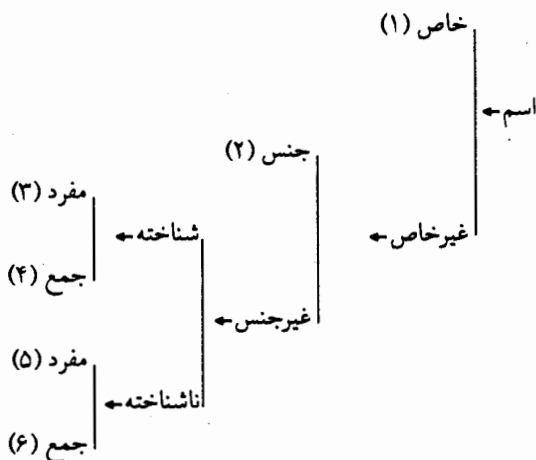 خاص (۱)
اسم
جنس (۲)
مفرد (۳)
شناخته
غیرخاص
جمع (۴)
غیرجنس
مفرد (۵)
ناشناخته
جمع (۶)